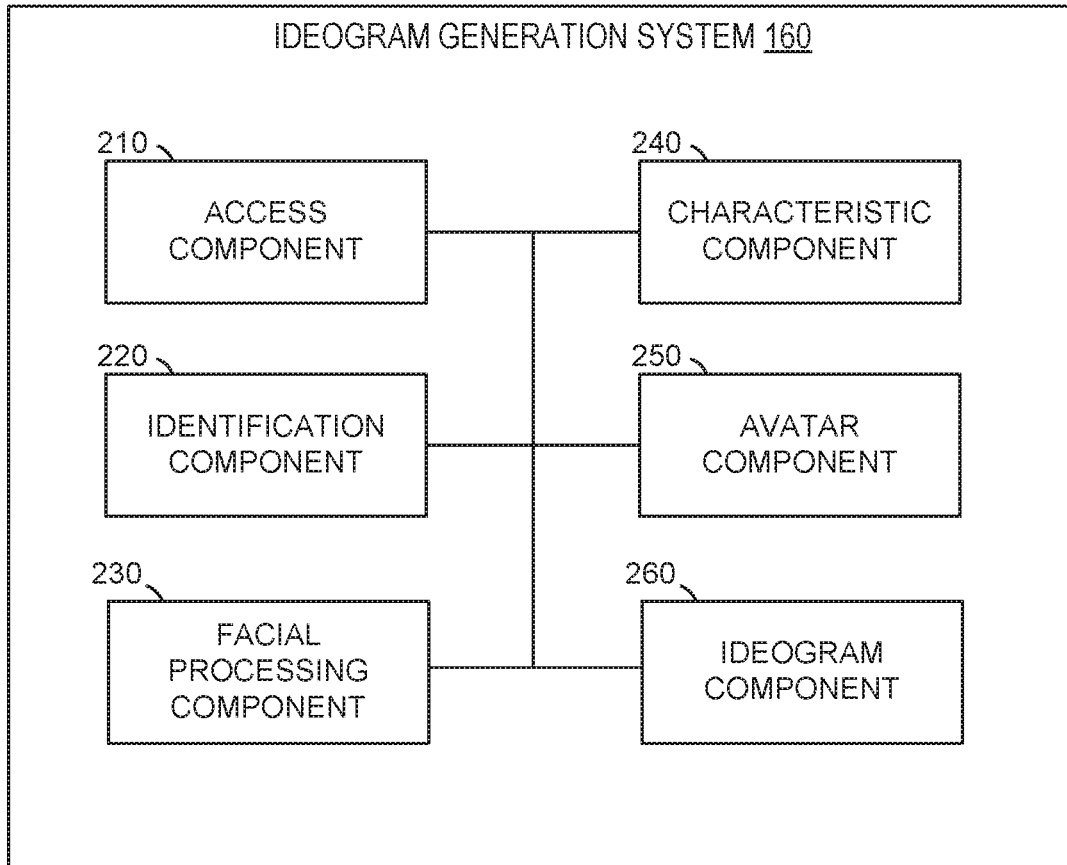 IDEOGRAM GENERATION SYSTEM 160
210
ACCESS
COMPONENT
240
CHARACTERISTIC
COMPONENT
220
IDENTIFICATION
COMPONENT
250
AVATAR
COMPONENT
230
FACIAL
PROCESSING
COMPONENT
260
IDEOGRAM
COMPONENT